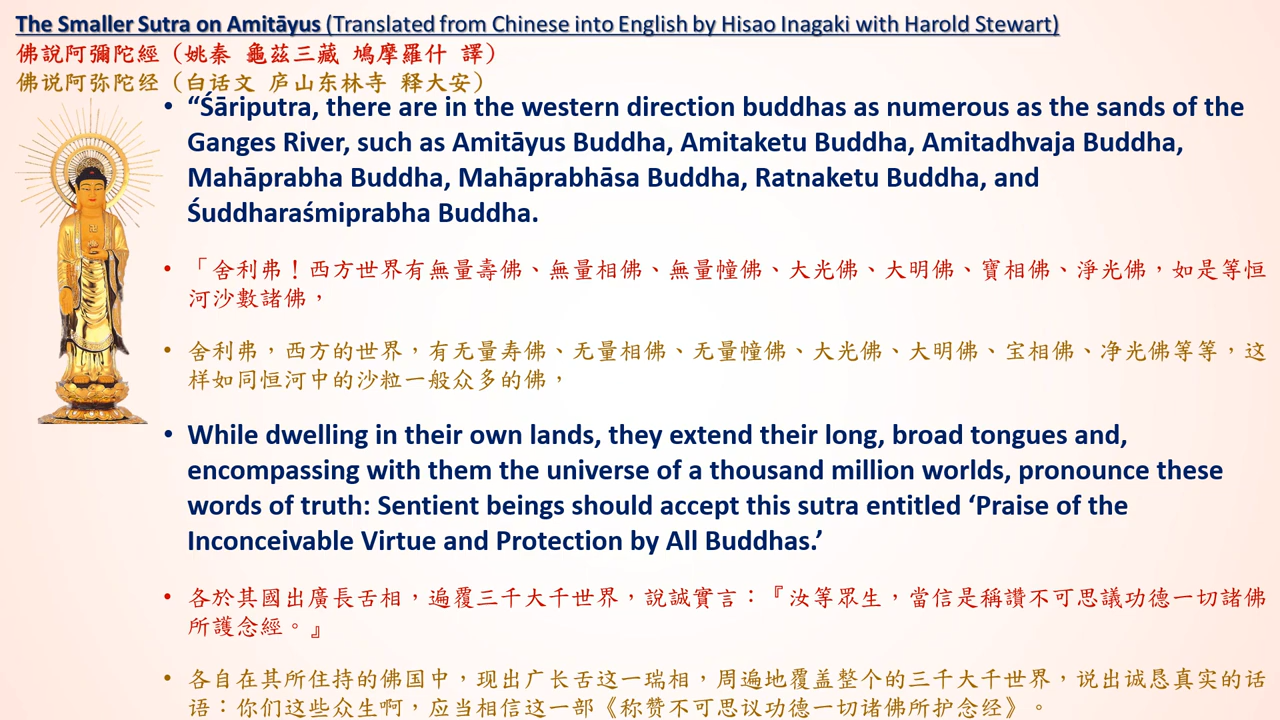 The Smaller Sutra on Amitāyus (Translated from Chinese into English by Hisao Inagaki with Harold Stewart)
佛說阿彌陀經（姚秦 龜茲三藏 鳩摩羅什 譯）
佛说阿弥陀经（白话文 庐山东林寺 释大安）
• “Śāriputra, there are in the western direction buddhas as numerous as the sands of the
Ganges River, such as Amitāyus Buddha, Amitaketu Buddha, Amitadhvaja Buddha,
Mahāprabha Buddha, Mahāprabhāsa Buddha, Ratnaketu Buddha, and
Śuddharaśmiprabha Buddha.
• 「舍利弗！西方世界有無量壽佛、無量相佛、無量幢佛、大光佛、大明佛、寶相佛、淨光佛，如是等恒
河沙數諸佛，
• 舍利弗，西方的世界，有无量寿佛、无量相佛、无量幢佛、大光佛、大明佛、宝相佛、净光佛等等，这
样如同恒河中的沙粒一般众多的佛，
• While dwelling in their own lands, they extend their long, broad tongues and,
encompassing with them the universe of a thousand million worlds, pronounce these
words of truth: Sentient beings should accept this sutra entitled ‘Praise of the
Inconceivable Virtue and Protection by All Buddhas.’
• 各於其國出廣長舌相，遍覆三千大千世界，說誠實言：『汝等眾生，當信是稱讚不可思議功德一切諸佛
所護念經。』
• 各自在其所住持的佛国中，现出广长舌这一瑞相，周遍地覆盖整个的三千大千世界，说出诚恳真实的话
语：你们这些众生啊，应当相信这一部《称赞不可思议功德一切诸佛所护念经》。